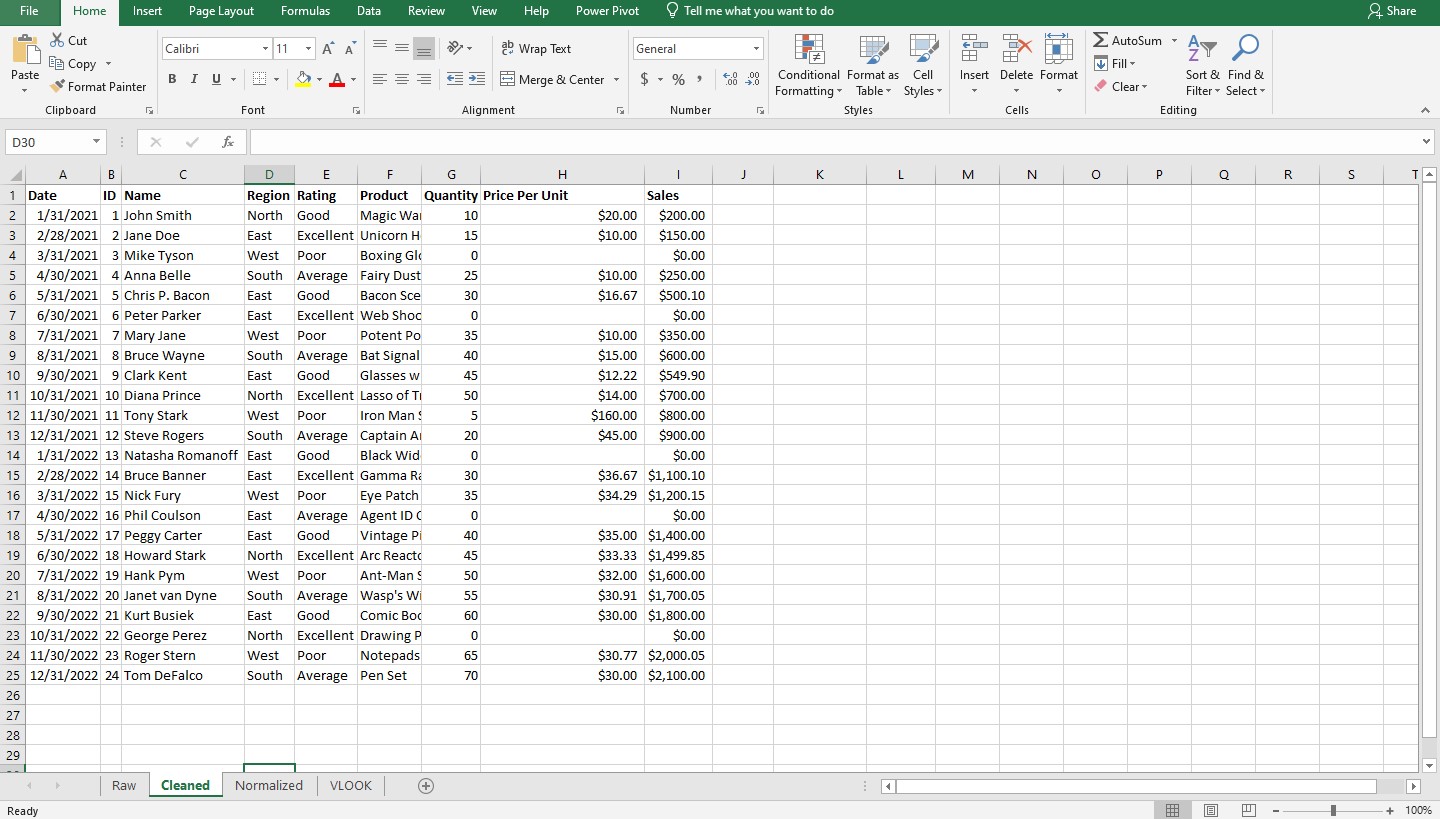 File Home Insert Page Layout Formulas Data Review View Help Power Pivot Tell me what you want to do Share
Paste
Cut
Copy
Format Painter
Clipboard
Calibri 11
B I U
Font
Wrap Text
Merge & Center
Alignment
General
$ % ,
Number
Conditional Formatting
Format as Table
Cell Styles
Styles
Insert Delete Format
Cells
AutoSum
Fill
Clear
Sort & Filter
Find & Select
Editing
D30 fx
A B C D E F G H I J K L M N O P Q R S T
1 Date ID Name Region Rating Product Quantity Price Per Unit Sales
2 1/31/2021 1 John Smith North Good Magic Wa 10 $20.00 $200.00
3 2/28/2021 2 Jane Doe East Excellent Unicorn H 15 $10.00 $150.00
4 3/31/2021 3 Mike Tyson West Poor Boxing Glo 0 $0.00
5 4/30/2021 4 Anna Belle South Average Fairy Dust 25 $10.00 $250.00
6 5/31/2021 5 Chris P. Bacon East Good Bacon Sce 30 $16.67 $500.10
7 6/30/2021 6 Peter Parker East Excellent Web Shoo 0 $0.00
8 7/31/2021 7 Mary Jane West Poor Potent Po 35 $10.00 $350.00
9 8/31/2021 8 Bruce Wayne South Average Bat Signal 40 $15.00 $600.00
10 9/30/2021 9 Clark Kent East Good Glasses w 45 $12.22 $549.90
11 10/31/2021 10 Diana Prince North Excellent Lasso of T 50 $14.00 $700.00
12 11/30/2021 11 Tony Stark West Poor Iron Man S 5 $160.00 $800.00
13 12/31/2021 12 Steve Rogers South Average Captain A 20 $45.00 $900.00
14 1/31/2022 13 Natasha Romanoff East Good Black Wid 0 $0.00
15 2/28/2022 14 Bruce Banner East Excellent Gamma Ra 30 $36.67 $1,100.10
16 3/31/2022 15 Nick Fury West Poor Eye Patch 35 $34.29 $1,200.15
17 4/30/2022 16 Phil Coulson East Average Agent ID C 0 $0.00
18 5/31/2022 17 Peggy Carter East Good Vintage Pi 40 $35.00 $1,400.00
19 6/30/2022 18 Howard Stark North Excellent Arc Reacto 45 $33.33 $1,499.85
20 7/31/2022 19 Hank Pym West Poor Ant-Man S 50 $32.00 $1,600.00
21 8/31/2022 20 Janet van Dyne South Average Wasp's Wi 55 $30.91 $1,700.05
22 9/30/2022 21 Kurt Busiek East Good Comic Boo 60 $30.00 $1,800.00
23 10/31/2022 22 George Perez North Excellent Drawing P 0 $0.00
24 11/30/2022 23 Roger Stern West Poor Notepads 65 $30.77 $2,000.05
25 12/31/2022 24 Tom DeFalco South Average Pen Set 70 $30.00 $2,100.00
26
27
28
29
Raw Cleaned Normalized VLOOK
Ready 100%